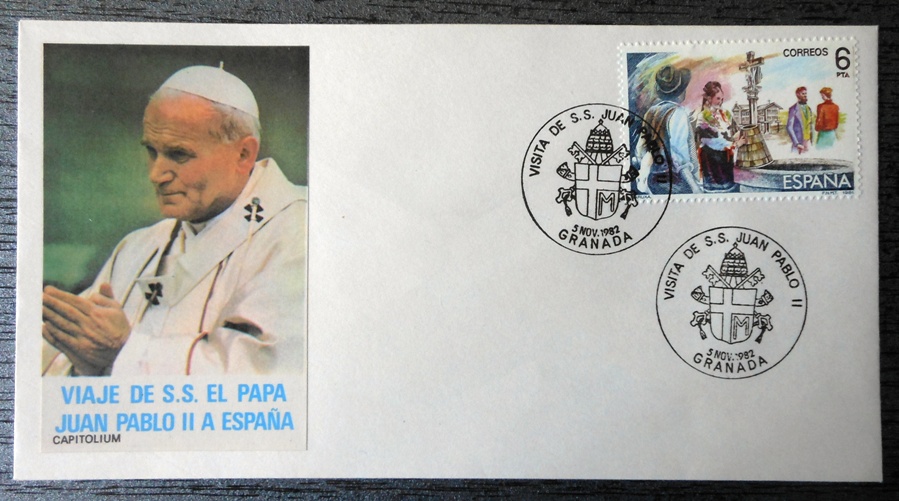 VIAJE DE S.S. EL PAPA
JUAN PABLO II A ESPAÑA
CAPITOLIUM
CORREOS 6
PTA
ESPAÑA
VISITA DE S.S. JUAN PABLO II
M
5 NOV. 1982
GRANADA
VISITA DE S.S. JUAN PABLO II
M
5 NOV. 1982
GRANADA